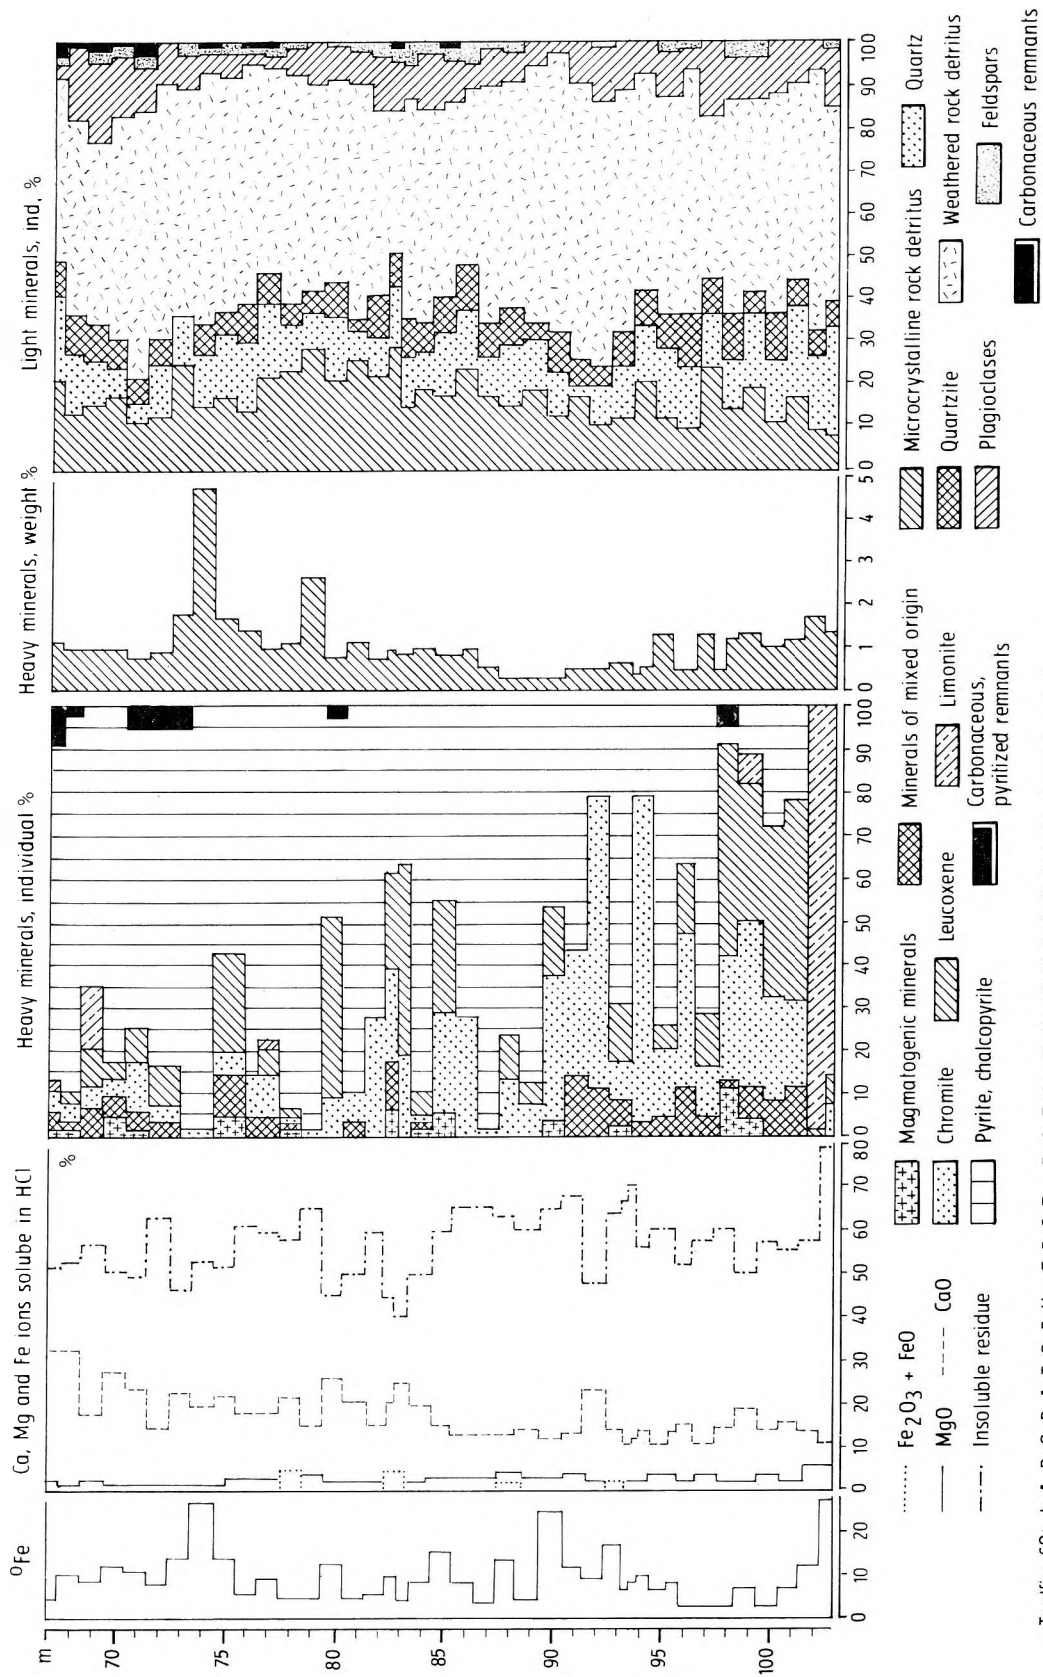 °Fe
Ca, Mg and Fe ions solube in HCl
Heavy minerals, individual %
Heavy minerals, weight %
Light minerals, ind, %
%
m
70
75
80
85
90
95
100
0 10 20
0 10 20 30 40 50 60 70 80
0 10 20 30 40 50 60 70 80 90 100
0 1 2 3 4 5
0 10 20 30 40 50 60 70 80 90 100
Fe2O3 + FeO
MgO
CaO
Insoluble residue
Magmatogenic minerals
Minerals of mixed origin
Chromite
Leucoxene
Limonite
Pyrite, chalcopyrite
Carbonaceous,
pyritized remnants
Microcrystalline rock detritus
Quartz
Quartzite
Weathered rock detritus
Plagioclases
Feldspars
Carbonaceous remnants